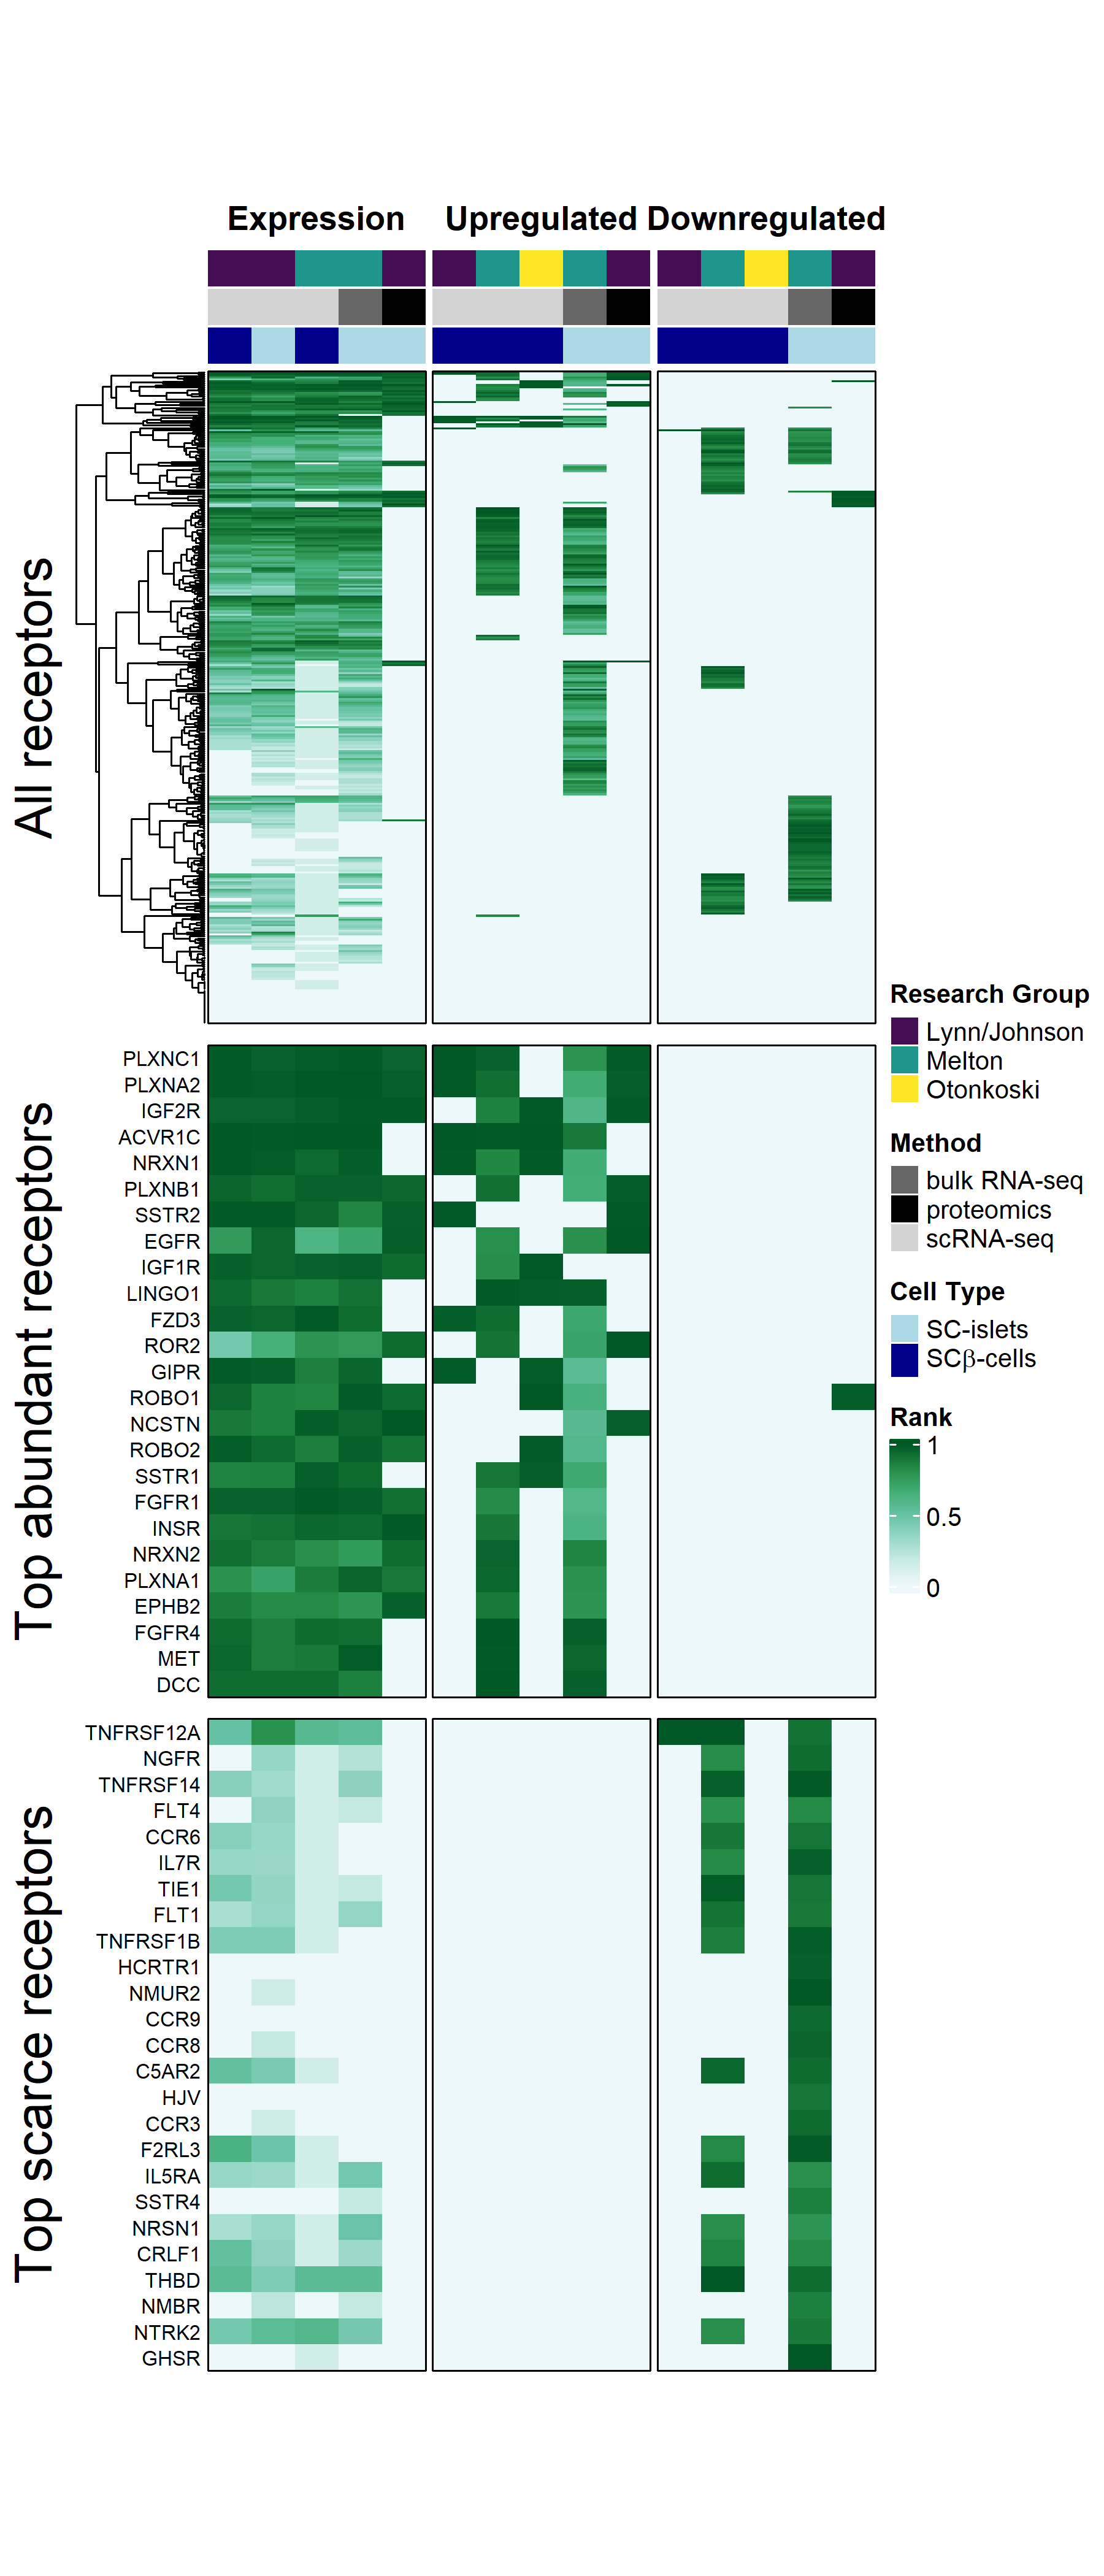 Expression Upregulated Downregulated
All receptors
Research Group
Lynn/Johnson
Melton
Otonkoski
Method
bulk RNA-seq
proteomics
scRNA-seq
Cell Type
SC-islets
SCβ-cells
Rank
1
0.5
0
Top abundant receptors
PLXNC1
PLXNA2
IGF2R
ACVR1C
NRXN1
PLXNB1
SSTR2
EGFR
IGF1R
LINGO1
FZD3
ROR2
GIPR
ROBO1
NCSTN
ROBO2
SSTR1
FGFR1
INSR
NRXN2
PLXNA1
EPHB2
FGFR4
MET
DCC
Top scarce receptors
TNFRSF12A
NGFR
TNFRSF14
FLT4
CCR6
IL7R
TIE1
FLT1
TNFRSF1B
HCRTR1
NMUR2
CCR9
CCR8
C5AR2
HJV
CCR3
F2RL3
IL5RA
SSTR4
NRSN1
CRLF1
THBD
NMBR
NTRK2
GHSR